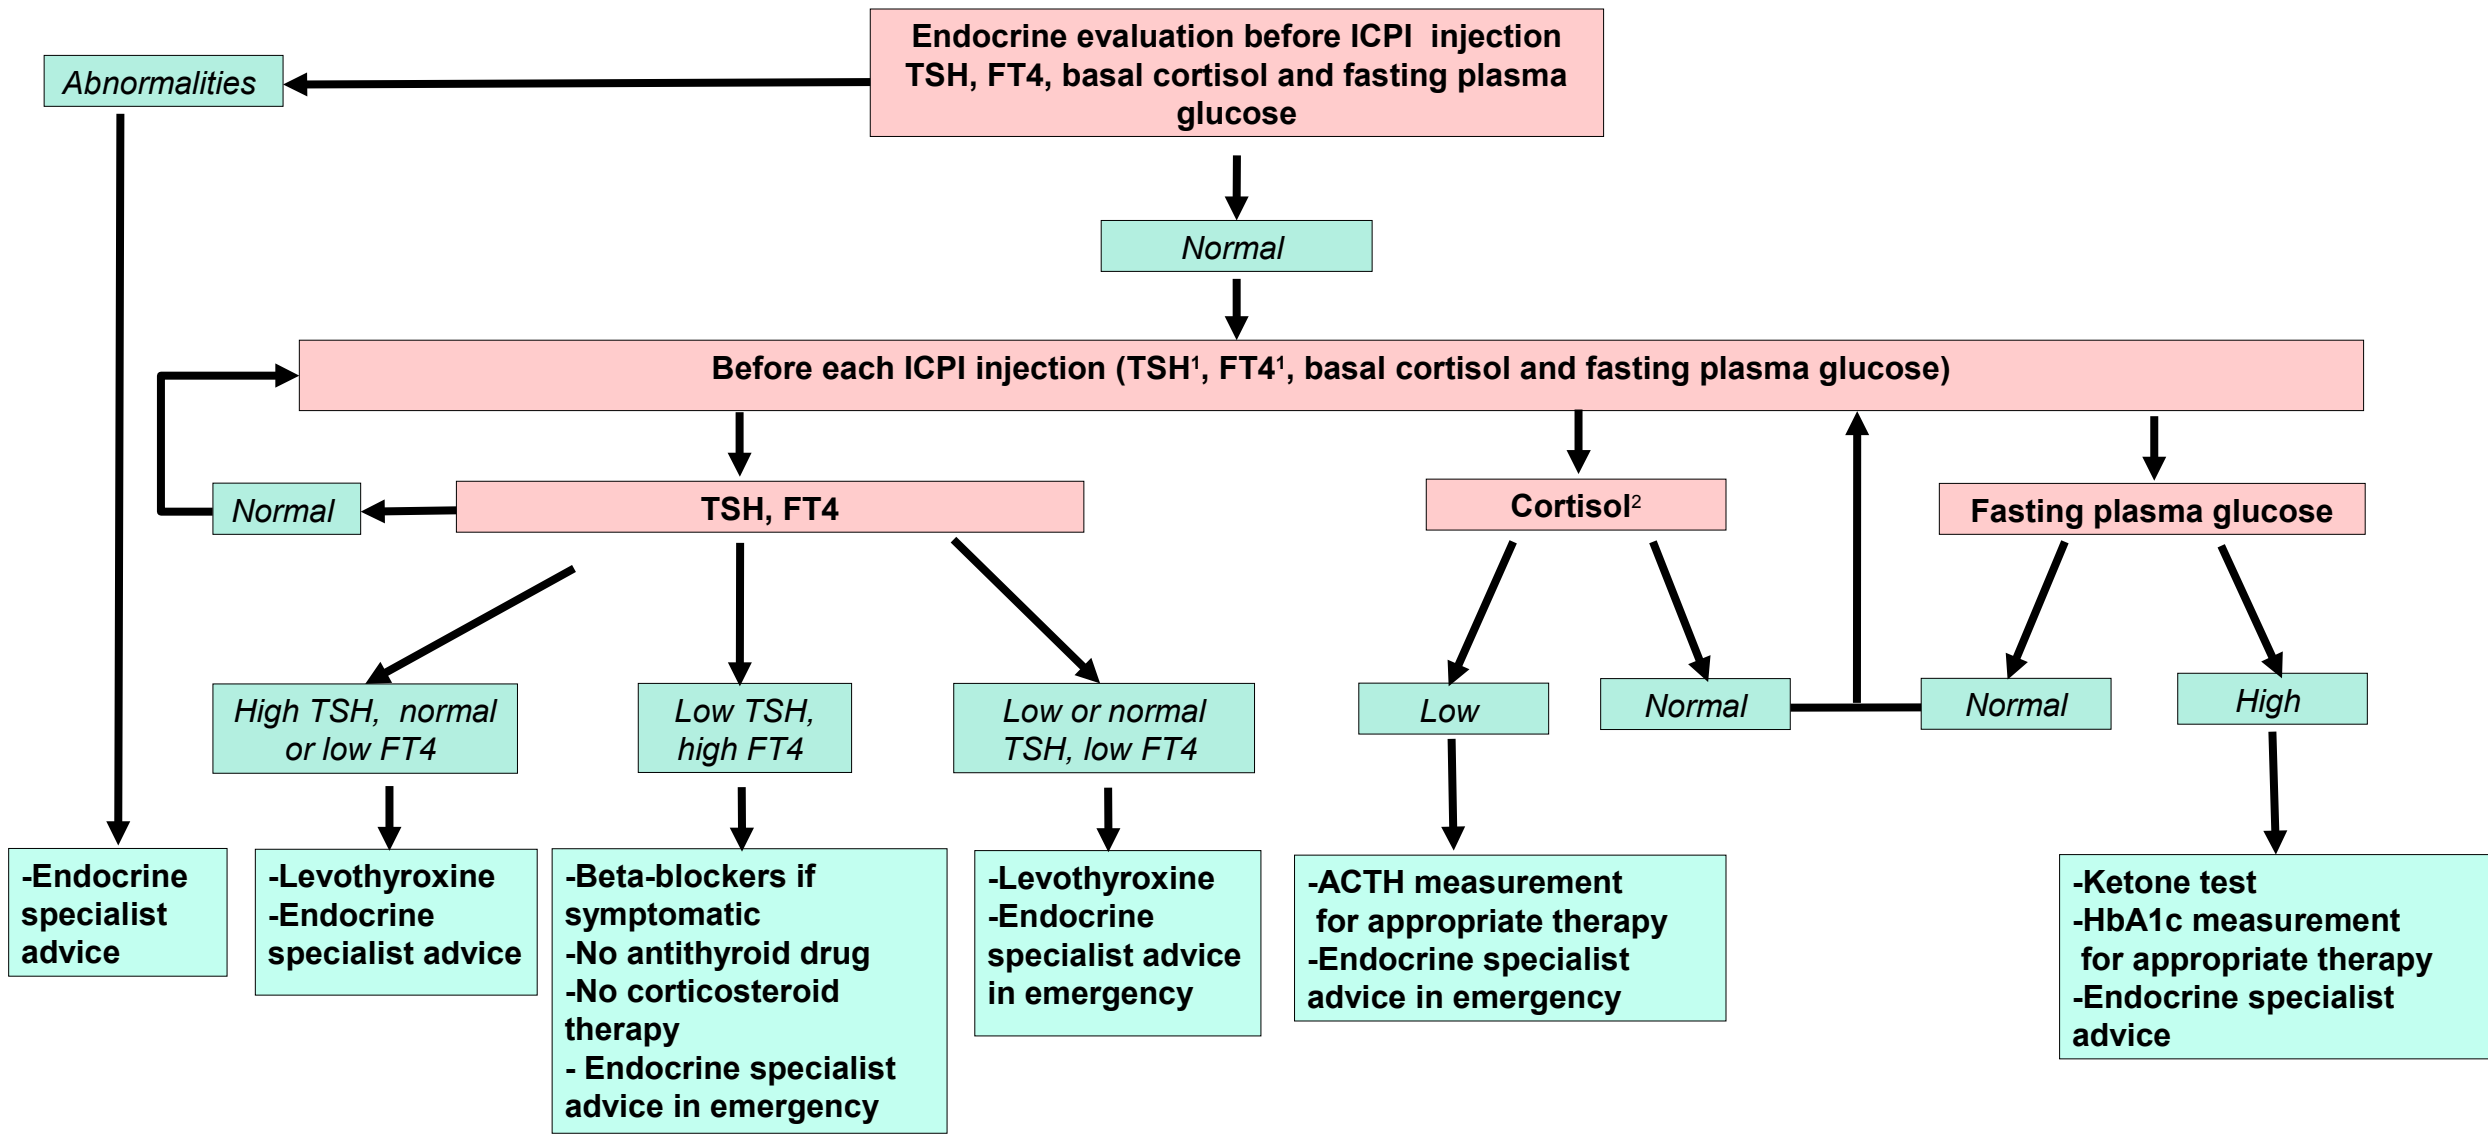 Endocrine evaluation before ICPI injection
TSH, FT4, basal cortisol and fasting plasma
glucose
Abnormalities
Normal
Before each ICPI injection (TSH¹, FT4¹, basal cortisol and fasting plasma glucose)
Normal
TSH, FT4
Cortisol²
Fasting plasma glucose
High TSH, normal
or low FT4
Low TSH,
high FT4
Low or normal
TSH, low FT4
Low
Normal
Normal
High
-Endocrine
specialist
advice
-Levothyroxine
-Endocrine
specialist advice
-Beta-blockers if
symptomatic
-No antithyroid drug
-No corticosteroid
therapy
- Endocrine specialist
advice in emergency
-Levothyroxine
-Endocrine
specialist advice
in emergency
-ACTH measurement
for appropriate therapy
-Endocrine specialist
advice in emergency
-Ketone test
-HbA1c measurement
for appropriate therapy
-Endocrine specialist
advice